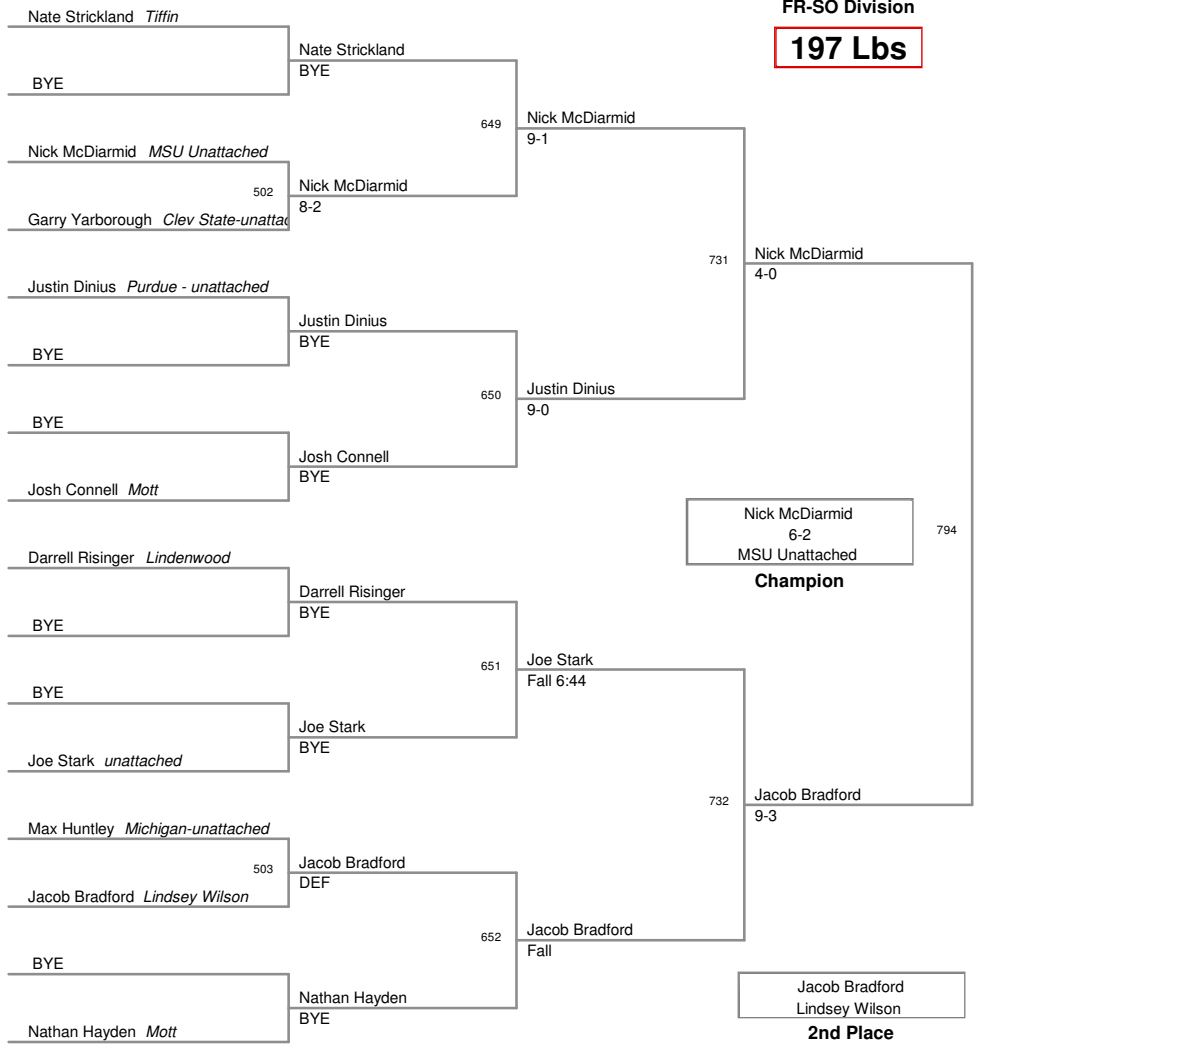 FR-SO Division
197 Lbs
Nate Strickland Tiffin
Nate Strickland
BYE
BYE
649
Nick McDiarmid
9-1
Nick McDiarmid MSU Unattached
502
Nick McDiarmid
8-2
Garry Yarborough Clev State-unattac
731
Nick McDiarmid
4-0
Justin Dinius Purdue - unattached
Justin Dinius
BYE
BYE
650
Justin Dinius
9-0
BYE
Josh Connell
BYE
Josh Connell Mott
Nick McDiarmid
6-2
MSU Unattached
Champion
794
Darrell Risinger Lindenwood
Darrell Risinger
BYE
BYE
651
Joe Stark
Fall 6:44
BYE
Joe Stark
BYE
Joe Stark unattached
732
Jacob Bradford
9-3
Max Huntley Michigan-unattached
503
Jacob Bradford
DEF
Jacob Bradford Lindsey Wilson
652
Jacob Bradford
Fall
BYE
Nathan Hayden
BYE
Nathan Hayden Mott
Jacob Bradford
Lindsey Wilson
2nd Place